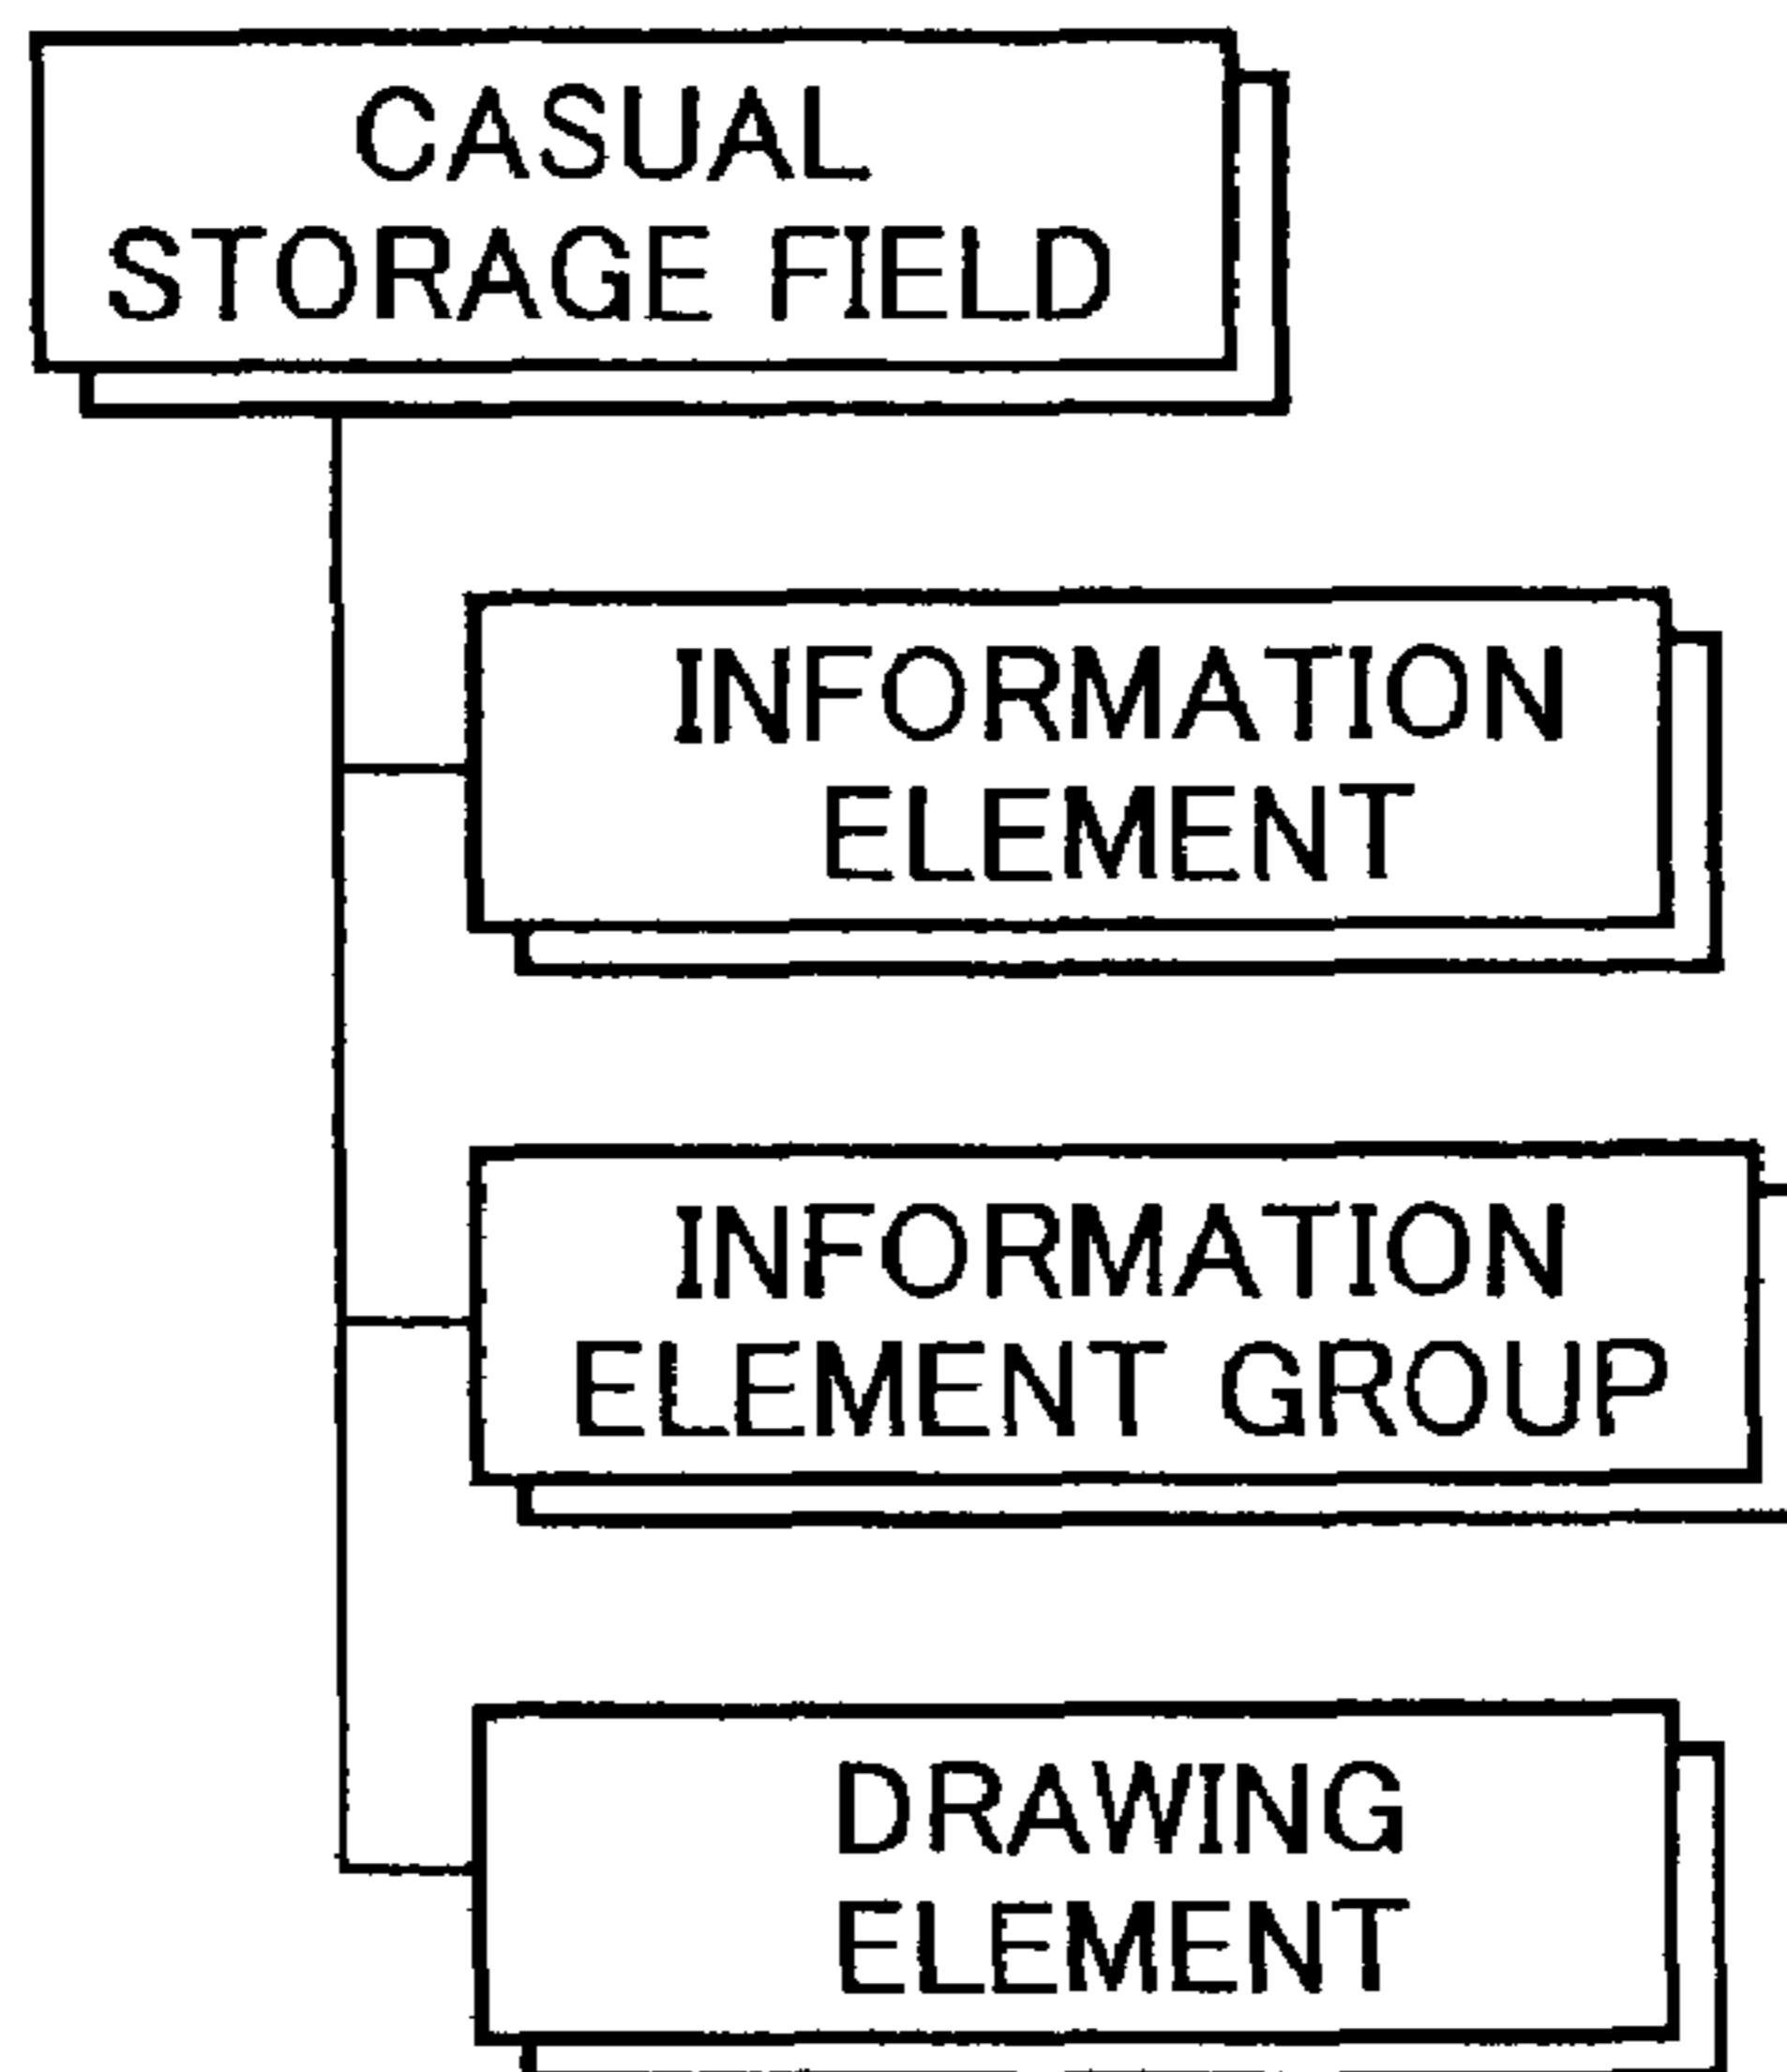 CASUAL
STORAGE FIELD
INFORMATION
ELEMENT
INFORMATION
ELEMENT GROUP
DRAWING
ELEMENT